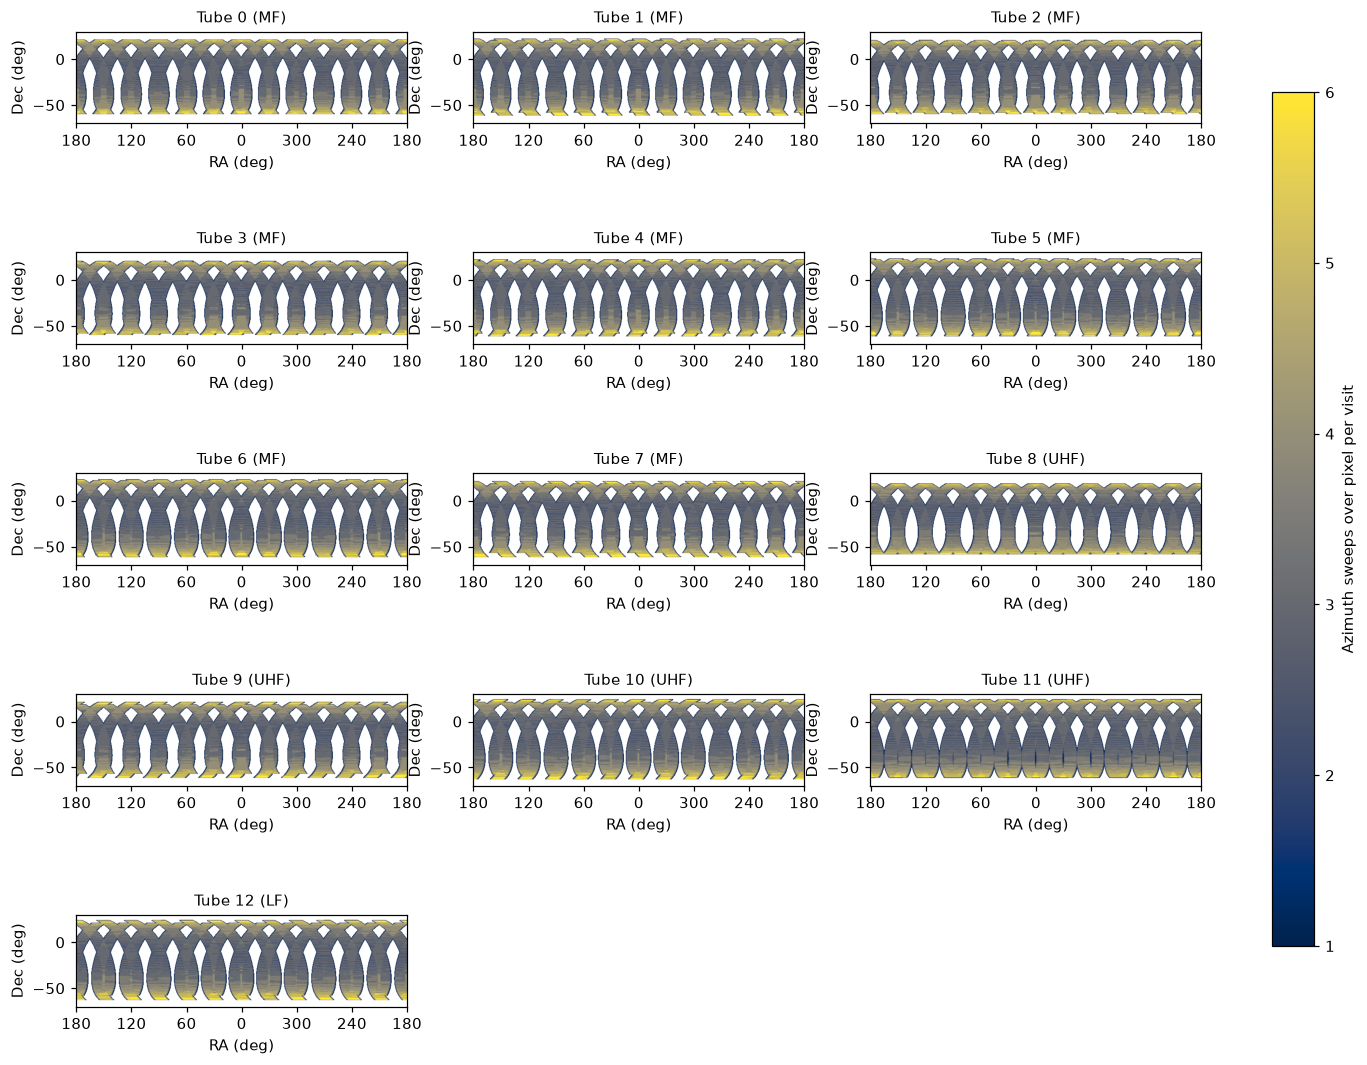 Tube 0 (MF)
Tube 1 (MF)
Tube 2 (MF)
Dec (deg)
0
−50
180 120 60 0 300 240 180
RA (deg)
Dec (deg)
0
−50
180 120 60 0 300 240 180
RA (deg)
Dec (deg)
0
−50
180 120 60 0 300 240 180
RA (deg)
Tube 3 (MF)
Tube 4 (MF)
Tube 5 (MF)
Dec (deg)
0
−50
180 120 60 0 300 240 180
RA (deg)
Dec (deg)
0
−50
180 120 60 0 300 240 180
RA (deg)
Dec (deg)
0
−50
180 120 60 0 300 240 180
RA (deg)
Tube 6 (MF)
Tube 7 (MF)
Tube 8 (UHF)
Dec (deg)
0
−50
180 120 60 0 300 240 180
RA (deg)
Dec (deg)
0
−50
180 120 60 0 300 240 180
RA (deg)
Dec (deg)
0
−50
180 120 60 0 300 240 180
RA (deg)
Tube 9 (UHF)
Tube 10 (UHF)
Tube 11 (UHF)
Dec (deg)
0
−50
180 120 60 0 300 240 180
RA (deg)
Dec (deg)
0
−50
180 120 60 0 300 240 180
RA (deg)
Dec (deg)
0
−50
180 120 60 0 300 240 180
RA (deg)
Tube 12 (LF)
Dec (deg)
0
−50
180 120 60 0 300 240 180
RA (deg)
6
5
4
3
2
1
Azimuth sweeps over pixel per visit